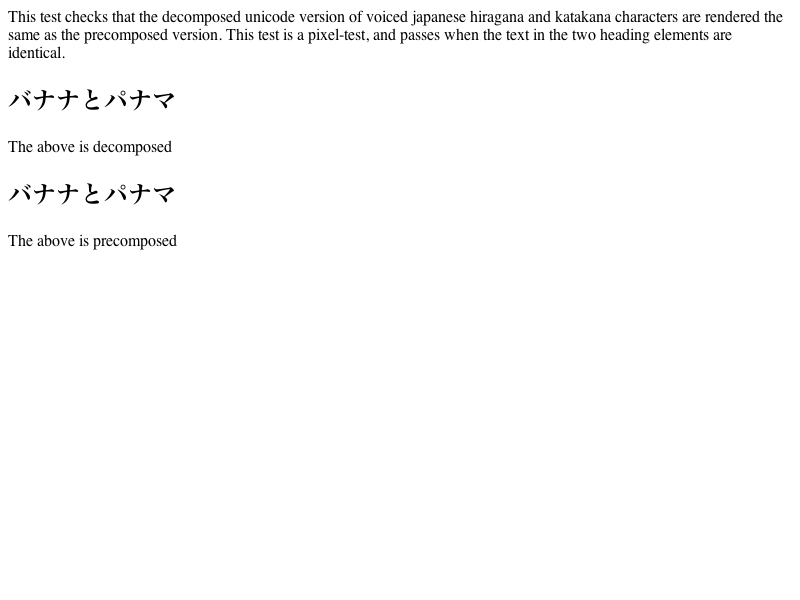 This test checks that the decomposed unicode version of voiced japanese hiragana and katakana characters are rendered the
same as the precomposed version. This test is a pixel-test, and passes when the text in the two heading elements are
identical.
バナナとパナマ
The above is decomposed
バナナとパナマ
The above is precomposed